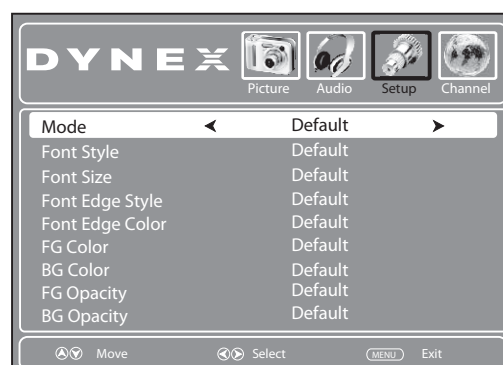 DYNEX
Picture Audio Setup Channel
Mode Default
Font Style Default
Font Size Default
Font Edge Style Default
Font Edge Color Default
FG Color Default
BG Color Default
FG Opacity Default
BG Opacity Default
Move Select MENU Exit